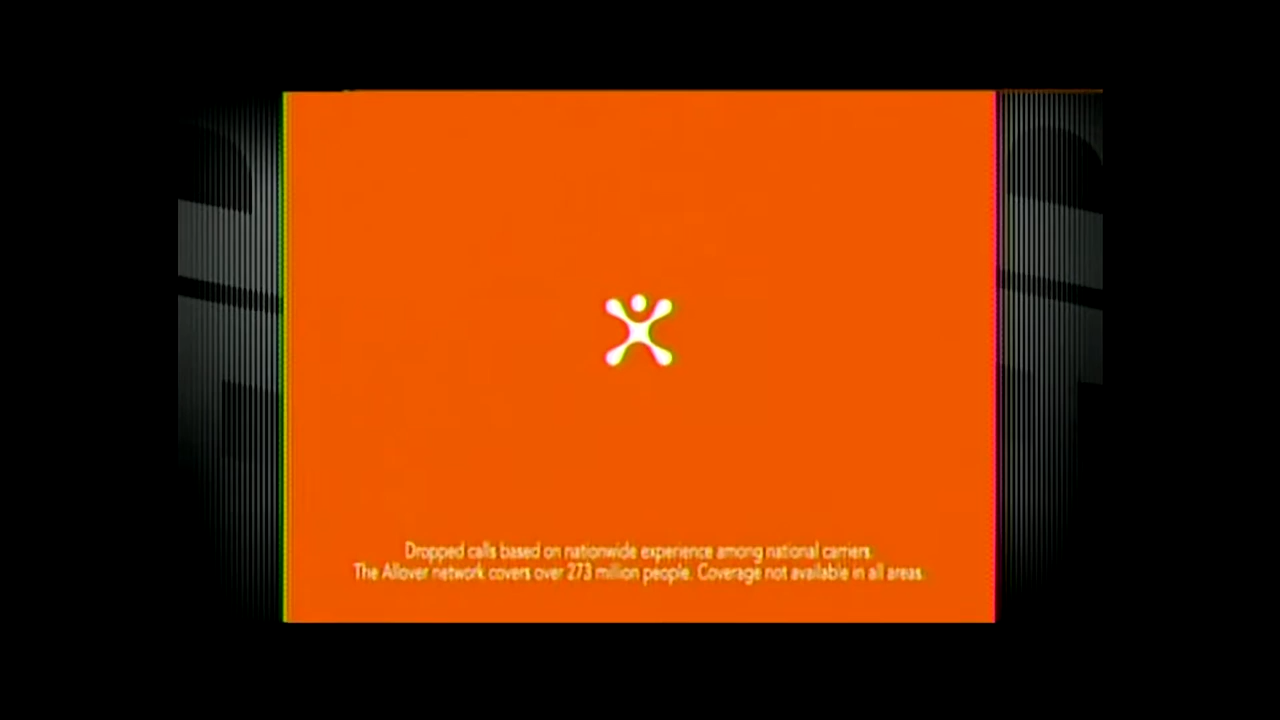 Dropped calls based on nationwide experience among national carriers.
The Allover network covers over 273 million people. Coverage not available in all areas.